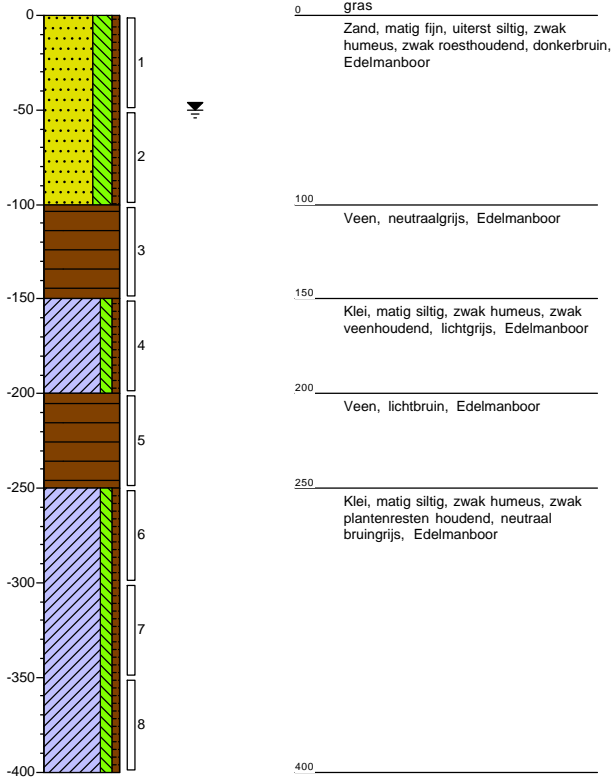 0
-50
-100
-150
-200
-250
-300
-350
-400
1
2
3
4
5
6
7
8
0 gras
Zand, matig fijn, uiterst siltig, zwak
humeus, zwak roesthoudend, donkerbruin,
Edelmanboor
100
Veen, neutraalgrijs, Edelmanboor
150
Klei, matig siltig, zwak humeus, zwak
veenhoudend, lichtgrijs, Edelmanboor
200
Veen, lichtbruin, Edelmanboor
250
Klei, matig siltig, zwak humeus, zwak
plantenresten houdend, neutraal
bruingrijs, Edelmanboor
400